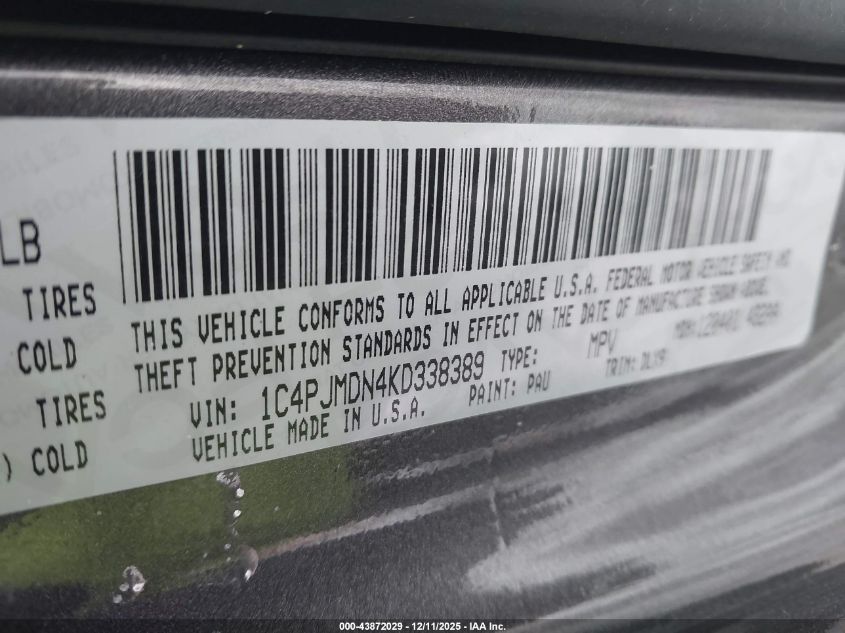 LB
TIRES
COLD
TIRES
) COLD
THIS VEHICLE CONFORMS TO ALL APPLICABLE U.S.A. FEDERAL MOTOR VEHICLE SAFETY AND
THEFT PREVENTION STANDARDS IN EFFECT ON THE DATE OF MANUFACTURE SHOWN ABOVE.
VIN: 1C4PJMDN4KD338389 TYPE: MPV
VEHICLE MADE IN U.S.A. PAINT: PAU TRIM: DLX9
000-43872029 - 12/11/2025 - IAA Inc.